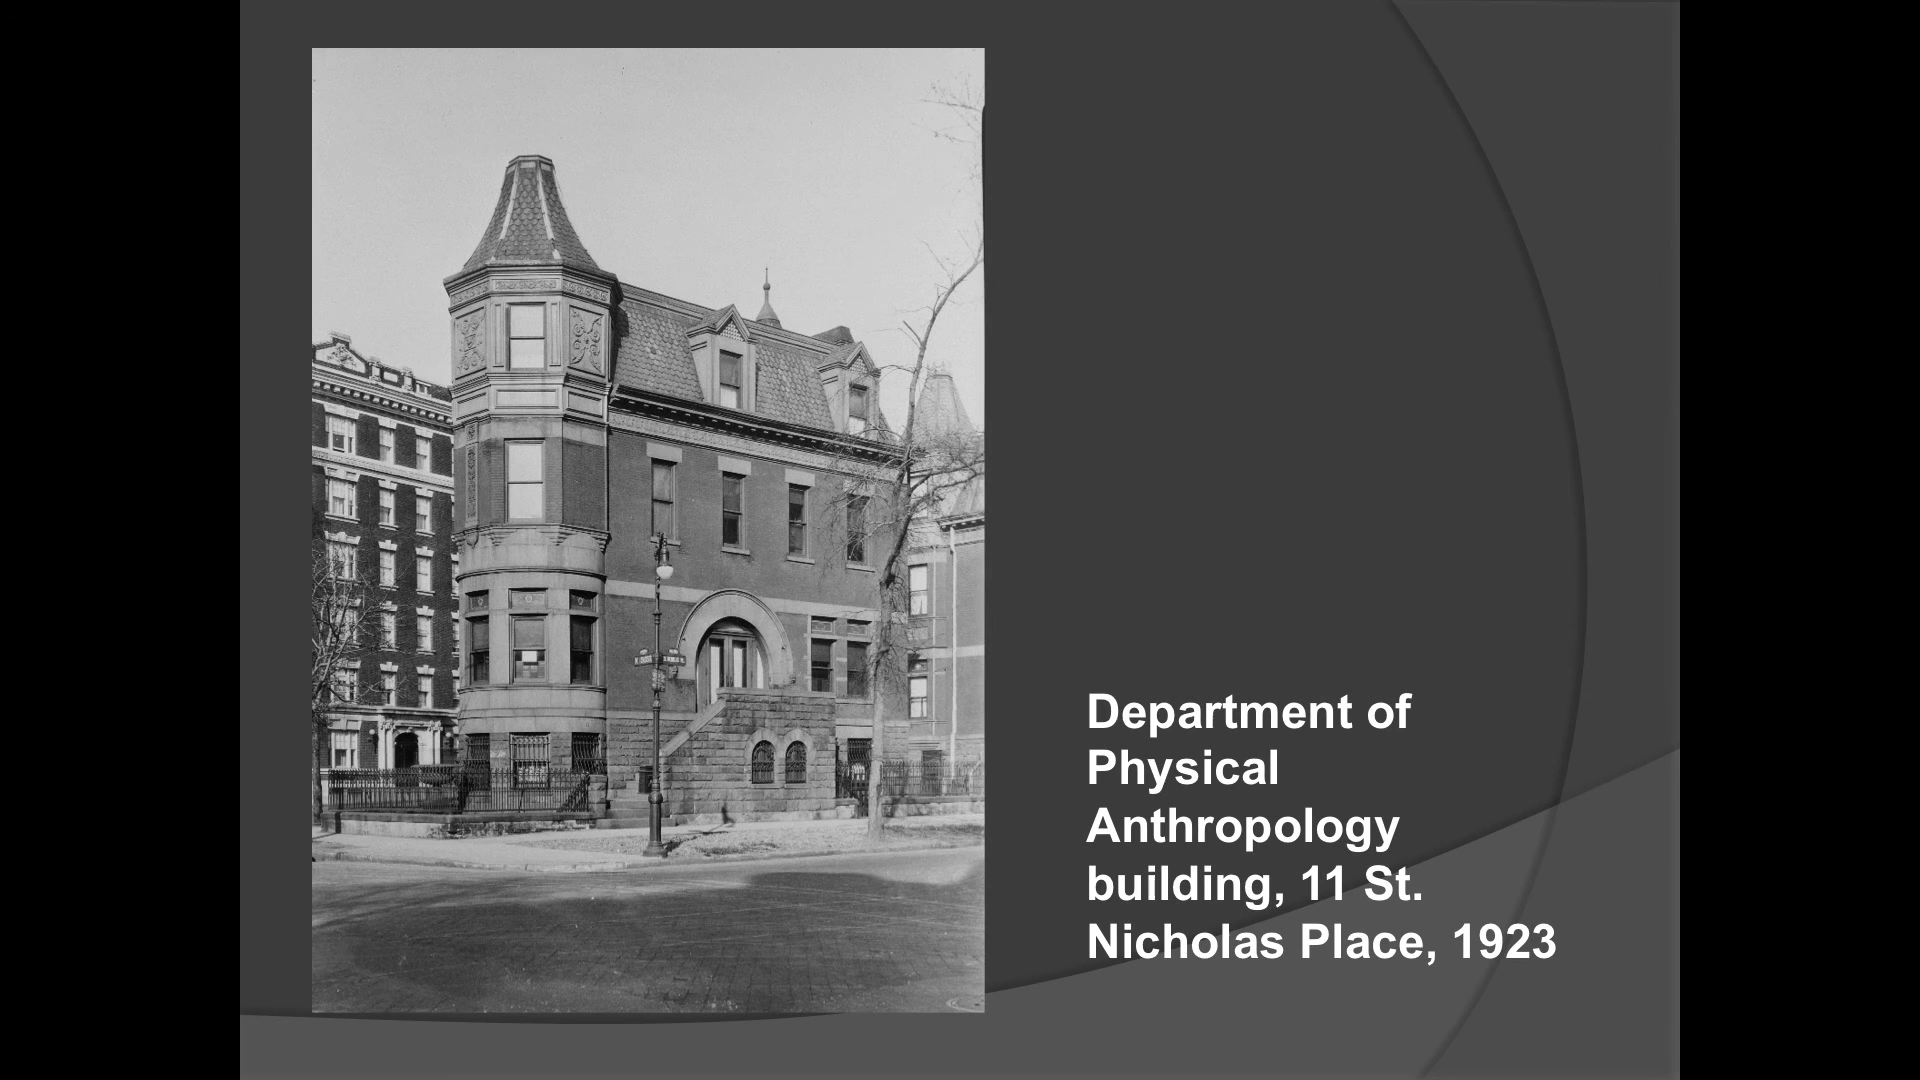 Department of
Physical
Anthropology
building, 11 St.
Nicholas Place, 1923